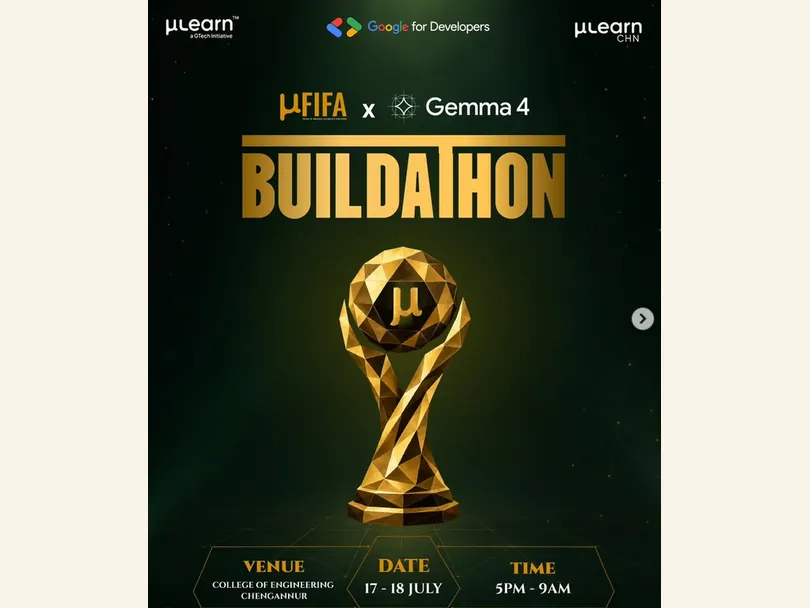 µLearn™
a GTech Initiative
Google for Developers
µLearn
CHN
µFIFA x Gemma 4
BUILDATHON
µ
VENUE
COLLEGE OF ENGINEERING
CHENGANNUR
DATE
17 - 18 JULY
TIME
5PM - 9AM